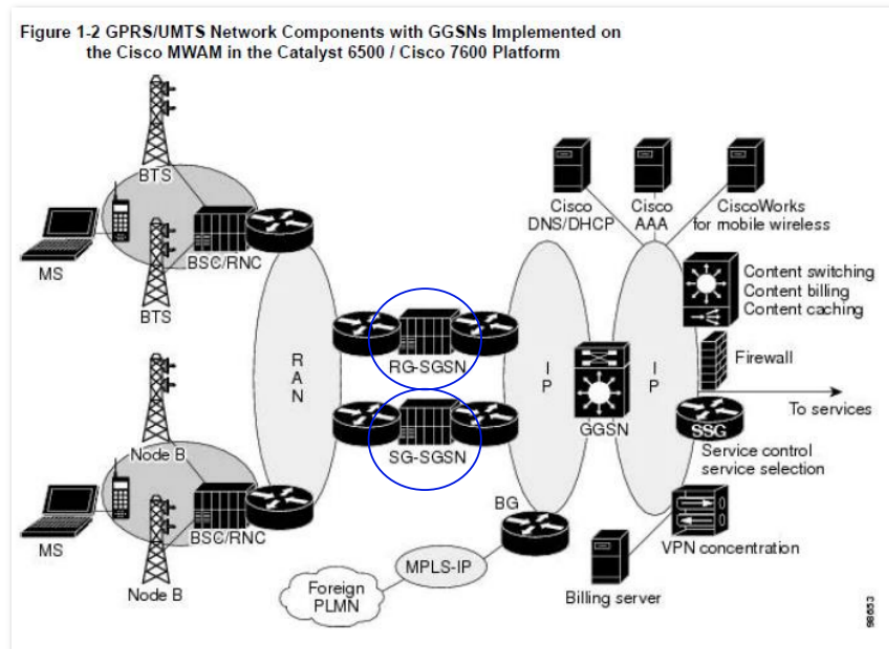 Figure 1-2 GPRS/UMTS Network Components with GGSNs Implemented on
the Cisco MWAM in the Catalyst 6500 / Cisco 7600 Platform
BTS
MS
BSC/RNC
BTS
Cisco
DNS/DHCP
Cisco
AAA
CiscoWorks
for mobile wireless
Content switching
Content billing
Content caching
RAN
RG-SGSN
IP
GGSN
IP
Firewall
To services
SG-SGSN
SSG
Service control
service selection
Node B
MS
BSC/RNC
Node B
BG
VPN concentration
MPLS-IP
Foreign
PLMN
Billing server
98653